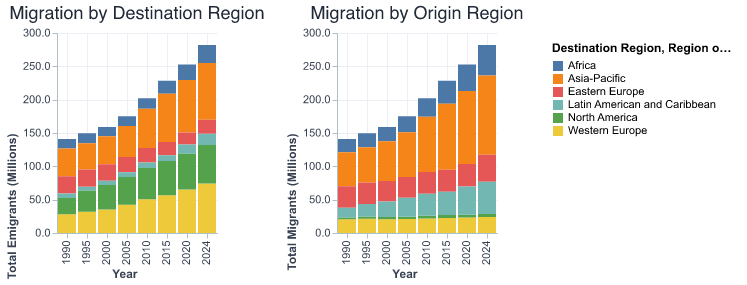 Migration by Destination Region
Total Emigrants (Millions)
300.0
250.0
200.0
150.0
100.0
50.0
0.0
1990
1995
2000
2005
2010
2015
2020
2024
Year
Migration by Origin Region
Total Migrants (Millions)
300.0
250.0
200.0
150.0
100.0
50.0
0.0
1990
1995
2000
2005
2010
2015
2020
2024
Year
Destination Region, Region o…
Africa
Asia-Pacific
Eastern Europe
Latin American and Caribbean
North America
Western Europe